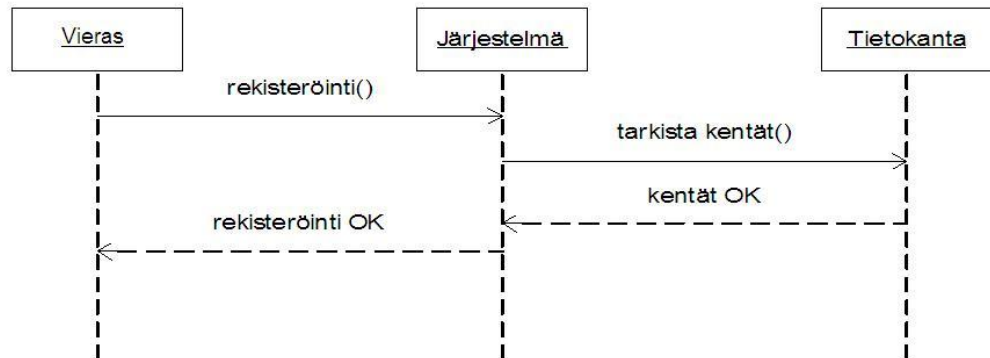 Vieras
Järjestelmä
Tietokanta
rekisteröinti()
tarkista kentät()
kentät OK
rekisteröinti OK